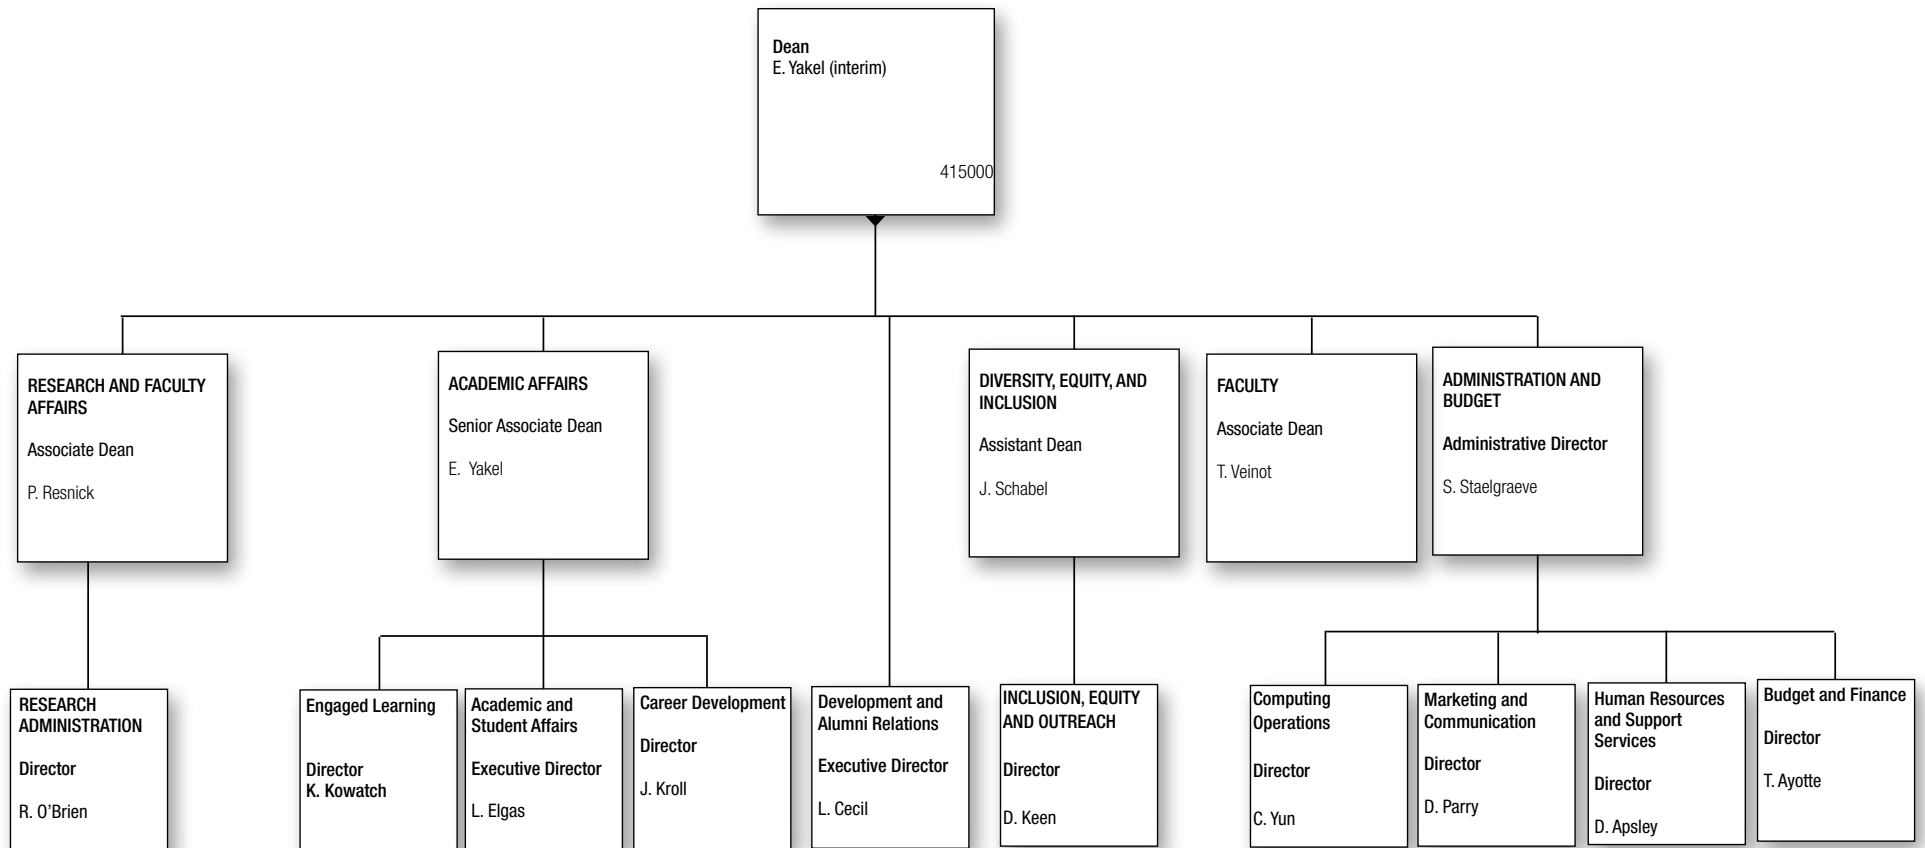 Dean
E. Yakel (interim)
415000
RESEARCH AND FACULTY
AFFAIRS
Associate Dean
P. Resnick
ACADEMIC AFFAIRS
Senior Associate Dean
E. Yakel
DIVERSITY, EQUITY, AND
INCLUSION
Assistant Dean
J. Schabel
FACULTY
Associate Dean
T. Veinot
ADMINISTRATION AND
BUDGET
Administrative Director
S. Staelgraeve
RESEARCH
ADMINISTRATION
Director
R. O’Brien
Engaged Learning
Director
K. Kowatch
Academic and
Student Affairs
Executive Director
L. Elgas
Career Development
Director
J. Kroll
Development and
Alumni Relations
Executive Director
L. Cecil
INCLUSION, EQUITY
AND OUTREACH
Director
D. Keen
Computing
Operations
Director
C. Yun
Marketing and
Communication
Director
D. Parry
Human Resources
and Support
Services
Director
D. Apsley
Budget and Finance
Director
T. Ayotte